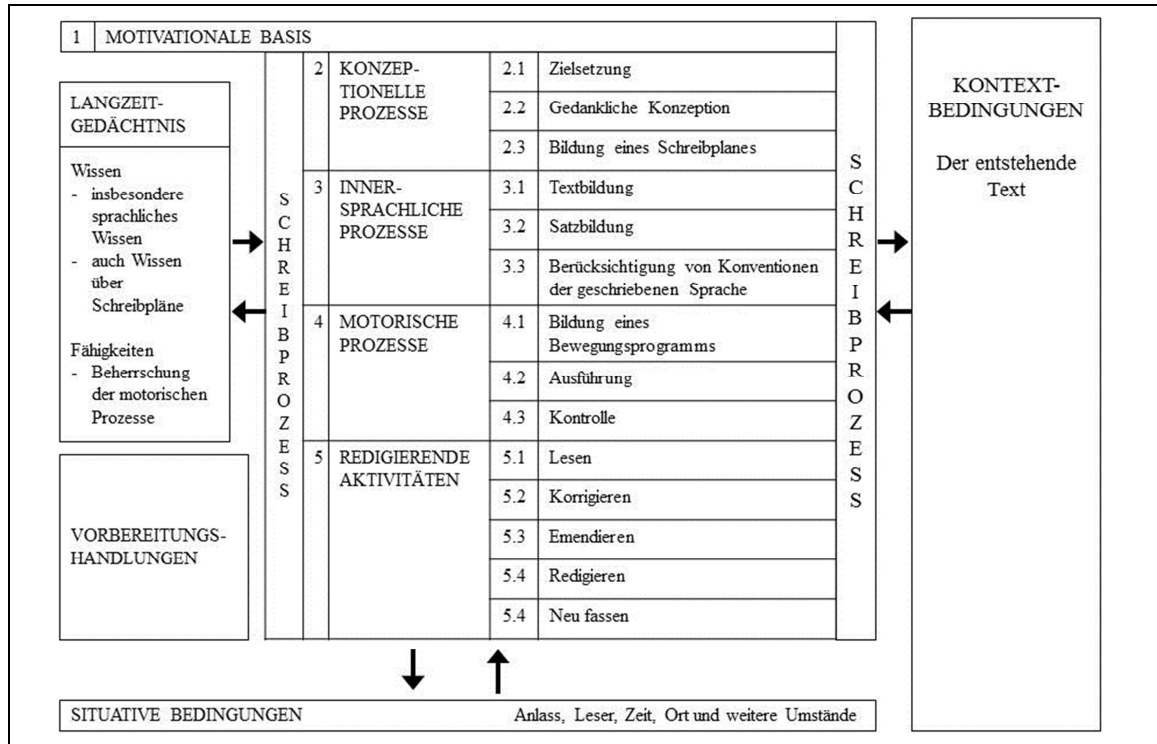 1 MOTIVATIONALE BASIS
LANGZEIT-
GEDÄCHTNIS
Wissen
- insbesondere
sprachliches
Wissen
- auch Wissen
über
Schreibpläne
Fähigkeiten
- Beherrschung
der motorischen
Prozesse
VORBEREITUNGS-
HANDLUNGEN
SCHREIBPROZESS
2 KONZEP-
TIONELLE
PROZESSE
2.1 Zielsetzung
2.2 Gedankliche Konzeption
2.3 Bildung eines Schreibplanes
3 INNER-
SPRACHLICHE
PROZESSE
3.1 Textbildung
3.2 Satzbildung
3.3 Berücksichtigung von Konventionen
der geschriebenen Sprache
4 MOTORISCHE
PROZESSE
4.1 Bildung eines
Bewegungsprogramms
4.2 Ausführung
4.3 Kontrolle
5 REDIGIERENDE
AKTIVITÄTEN
5.1 Lesen
5.2 Korrigieren
5.3 Emendieren
5.4 Redigieren
5.4 Neu fassen
SCHREIBPROZESS
KONTEXT-
BEDINGUNGEN
Der entstehende
Text
SITUATIVE BEDINGUNGEN Anlass, Leser, Zeit, Ort und weitere Umstände